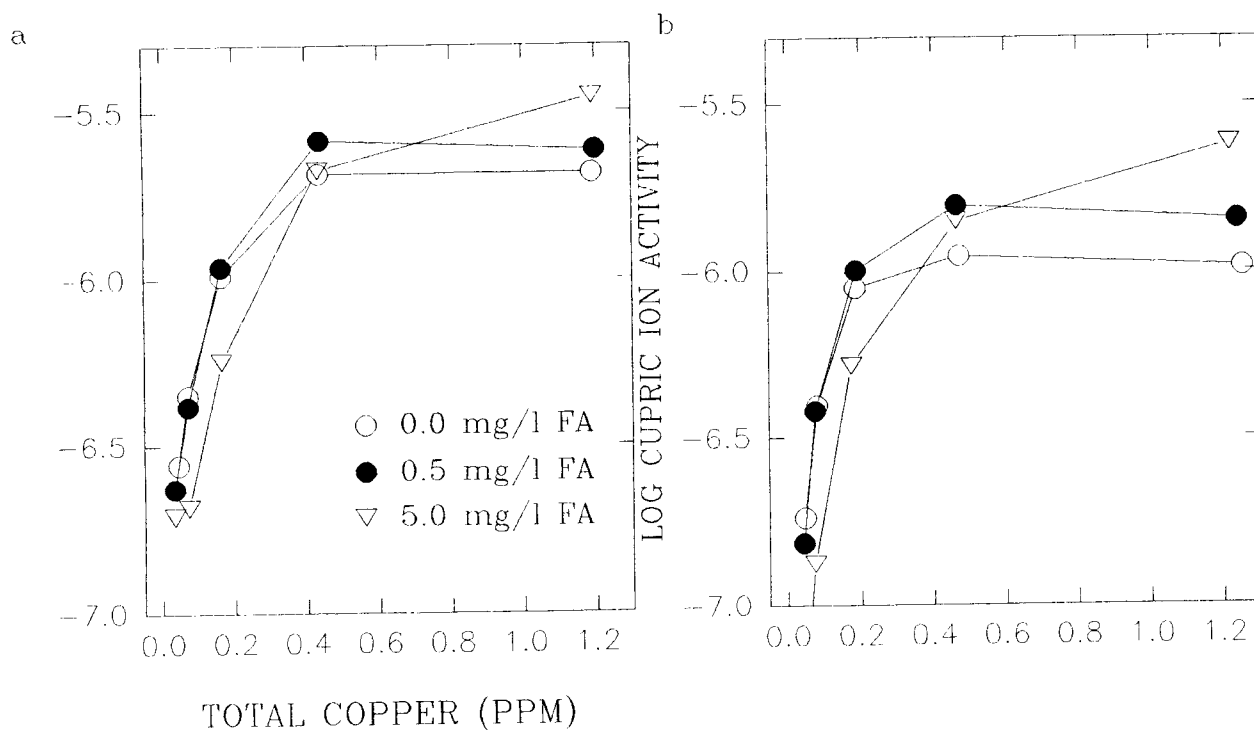 a
−5.5
−6.0
−6.5
−7.0
0.0 0.2 0.4 0.6 0.8 1.0 1.2
0.0 mg/l FA
0.5 mg/l FA
5.0 mg/l FA
TOTAL COPPER (PPM)
b
LOG CUPRIC ION ACTIVITY
−5.5
−6.0
−6.5
−7.0
0.0 0.2 0.4 0.6 0.8 1.0 1.2